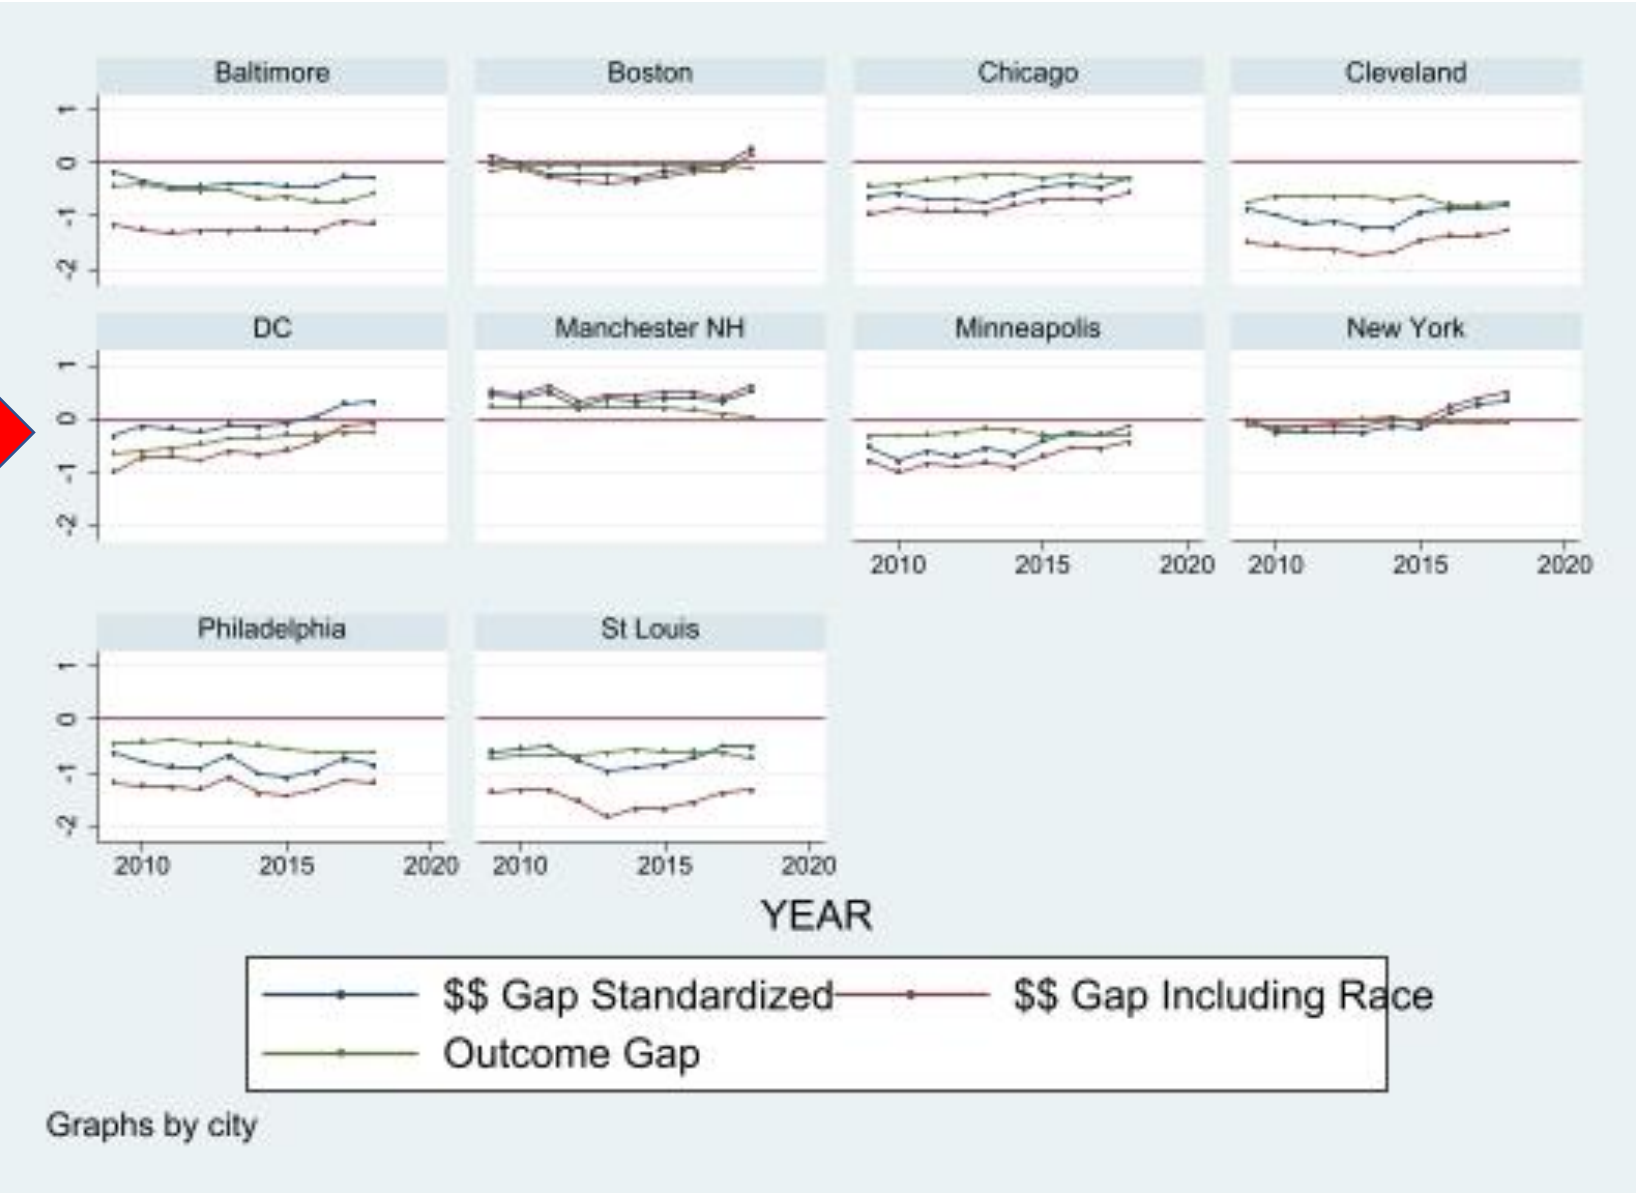 Baltimore Boston Chicago Cleveland
1
0
-1
-2
DC Manchester NH Minneapolis New York
1
0
-1
-2
2010 2015 2020 2010 2015 2020
Philadelphia St Louis
1
0
-1
-2
2010 2015 2020 2010 2015 2020
YEAR
$$ Gap Standardized $$ Gap Including Race
Outcome Gap
Graphs by city